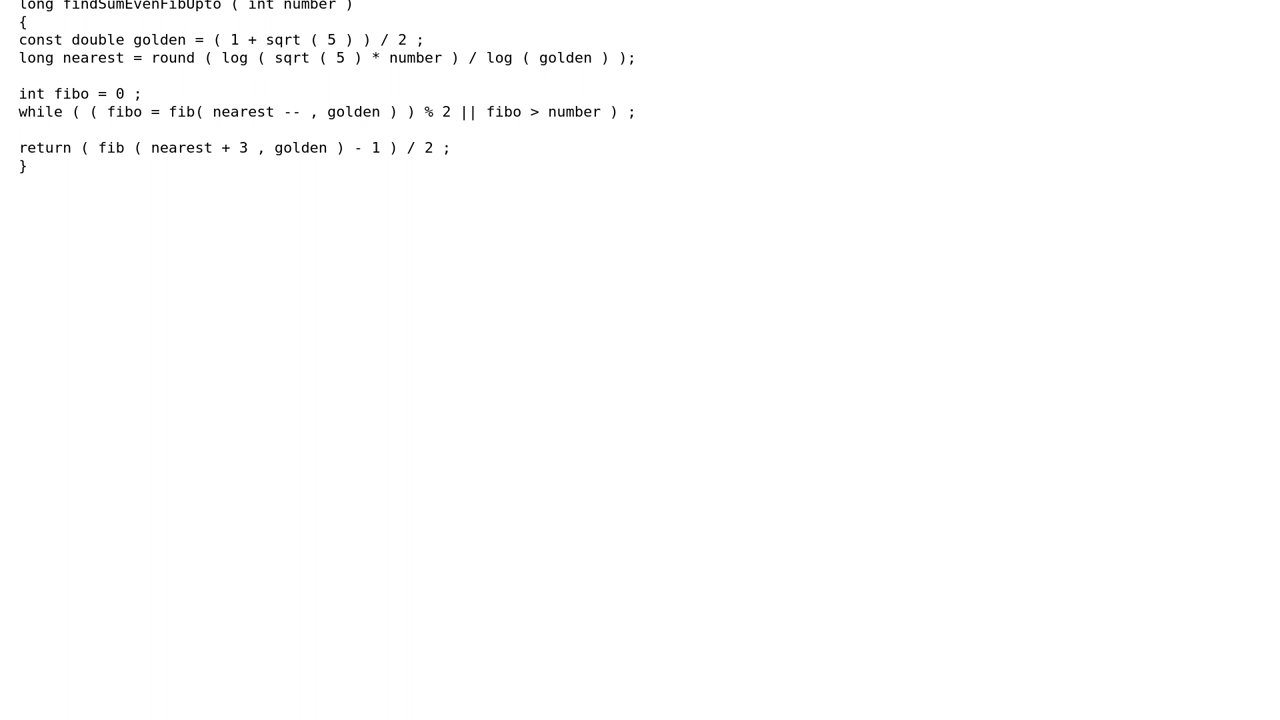 long findSumEvenFibUpto ( int number )
{
const double golden = ( 1 + sqrt ( 5 ) ) / 2 ;
long nearest = round ( log ( sqrt ( 5 ) * number ) / log ( golden ) );
int fibo = 0 ;
while ( ( fibo = fib( nearest -- , golden ) ) % 2 || fibo > number ) ;
return ( fib ( nearest + 3 , golden ) - 1 ) / 2 ;
}